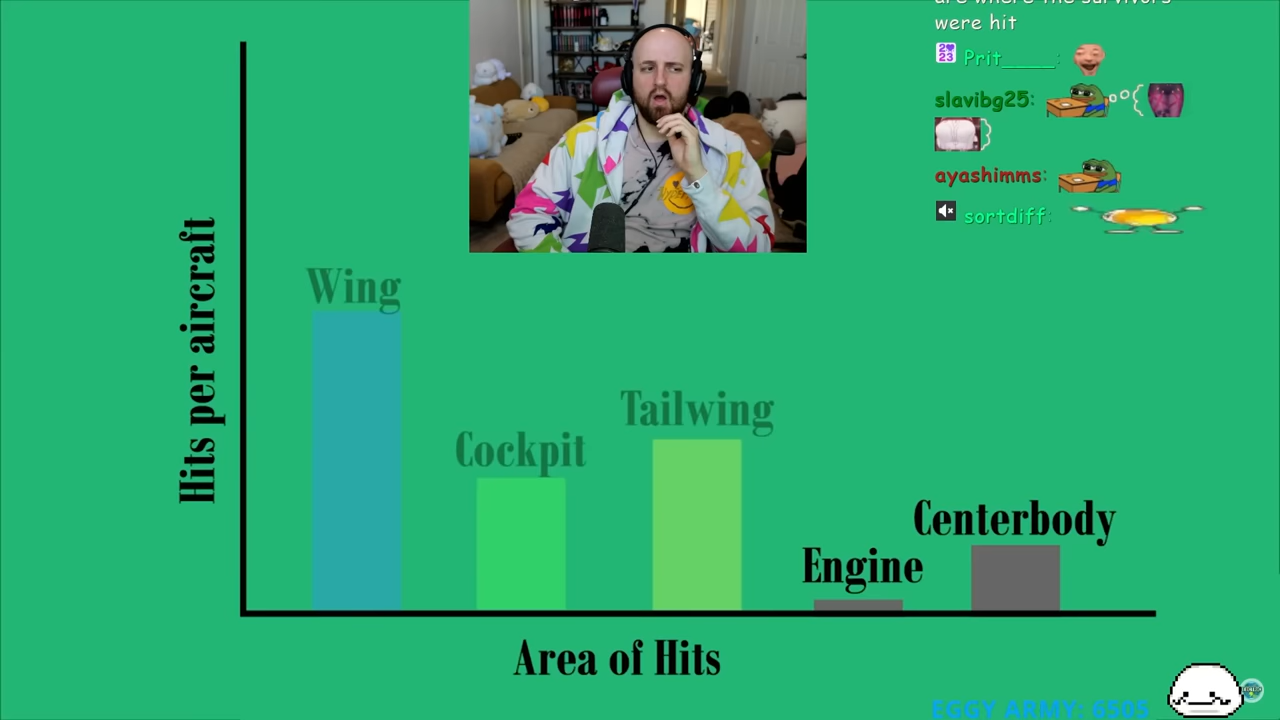 are where the survivors
were hit
Prit____:
slavibg25:
ayashimms:
sortdiff:
Hits per aircraft
Wing
Cockpit
Tailwing
Engine
Centerbody
Area of Hits
EGGY ARMY: 6505